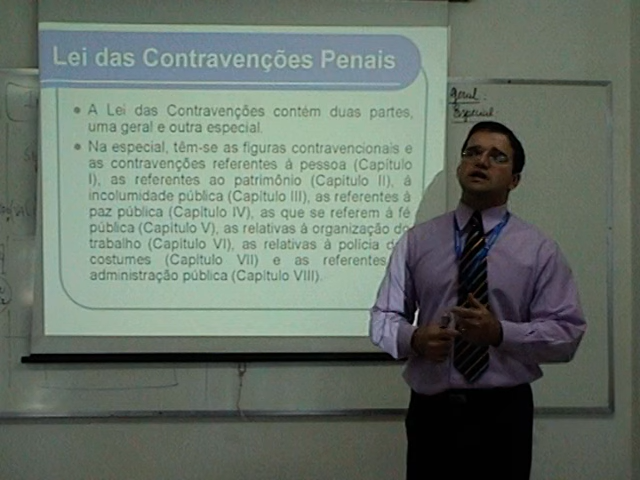 Lei das Contravenções Penais
A Lei das Contravenções contém duas partes,
uma geral e outra especial.
Na especial, têm-se as figuras contravencionais e
as contravenções referentes à pessoa (Capítulo
I), as referentes ao patrimônio (Capítulo II), à
incolumidade pública (Capítulo III), as referentes à
paz pública (Capítulo IV), as que se referem à fé
pública (Capítulo V), as relativas à organização do
trabalho (Capítulo VI), as relativas à polícia
costumes (Capítulo VII) e as referentes
administração pública (Capítulo VIII).
geral:
Especial: